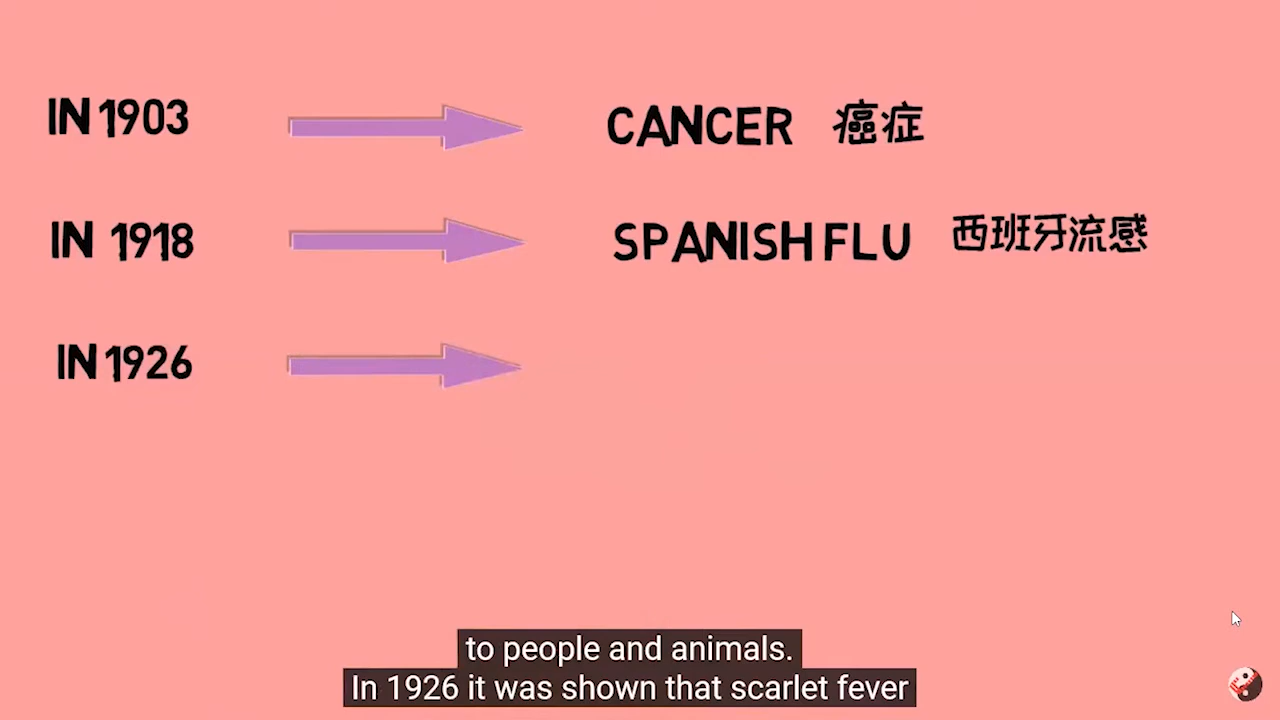 IN 1903 CANCER 癌症
IN 1918 SPANISH FLU 西班牙流感
IN 1926
to people and animals.
In 1926 it was shown that scarlet fever